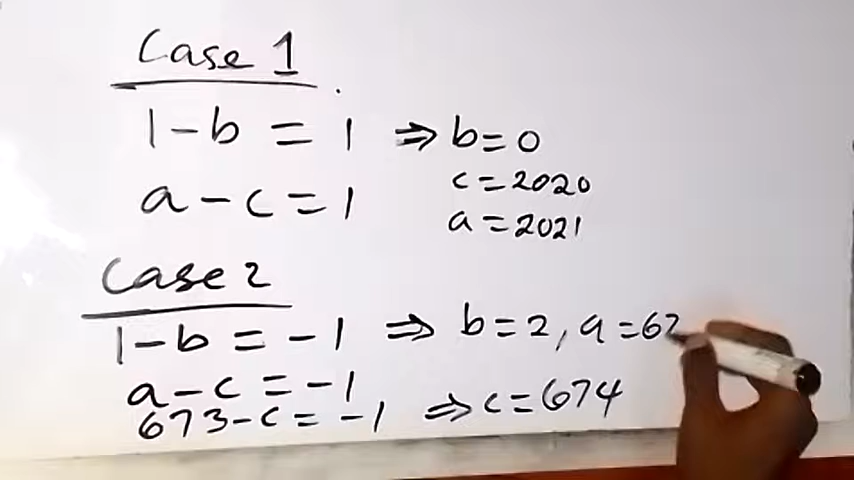 Case 1
1-b = 1 ⇒ b=0
c=2020
a-c=1
a=2021
Case 2
1-b = -1 ⇒ b=2, a=67
a-c = -1
673-c = -1 ⇒ c=674